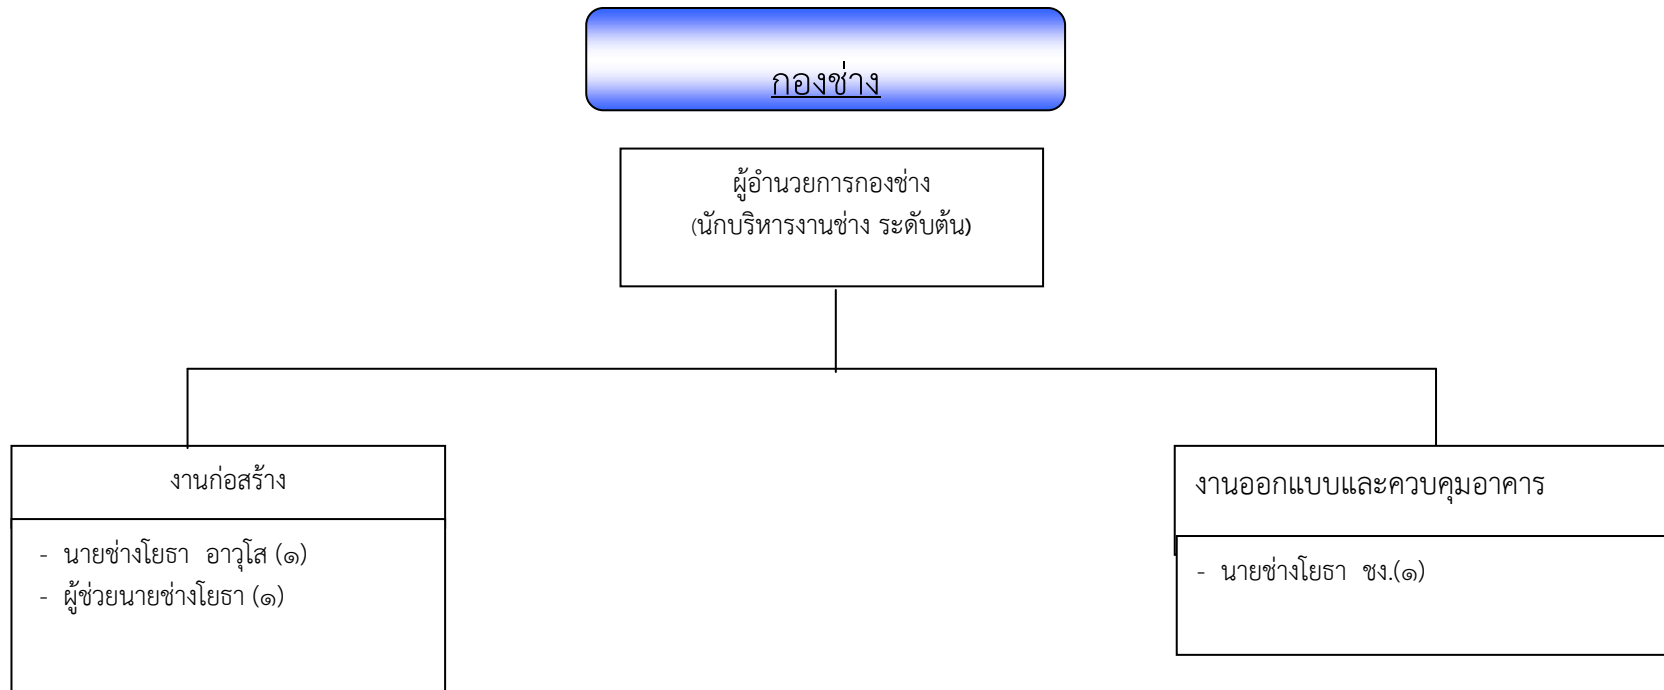 กองช่าง
ผู้อำนวยการกองช่าง
(นักบริหารงานช่าง ระดับต้น)
งานก่อสร้าง
- นายช่างโยธา อาวุโส (๑)
- ผู้ช่วยนายช่างโยธา (๑)
งานออกแบบและควบคุมอาคาร
- นายช่างโยธา ชง.(๑)